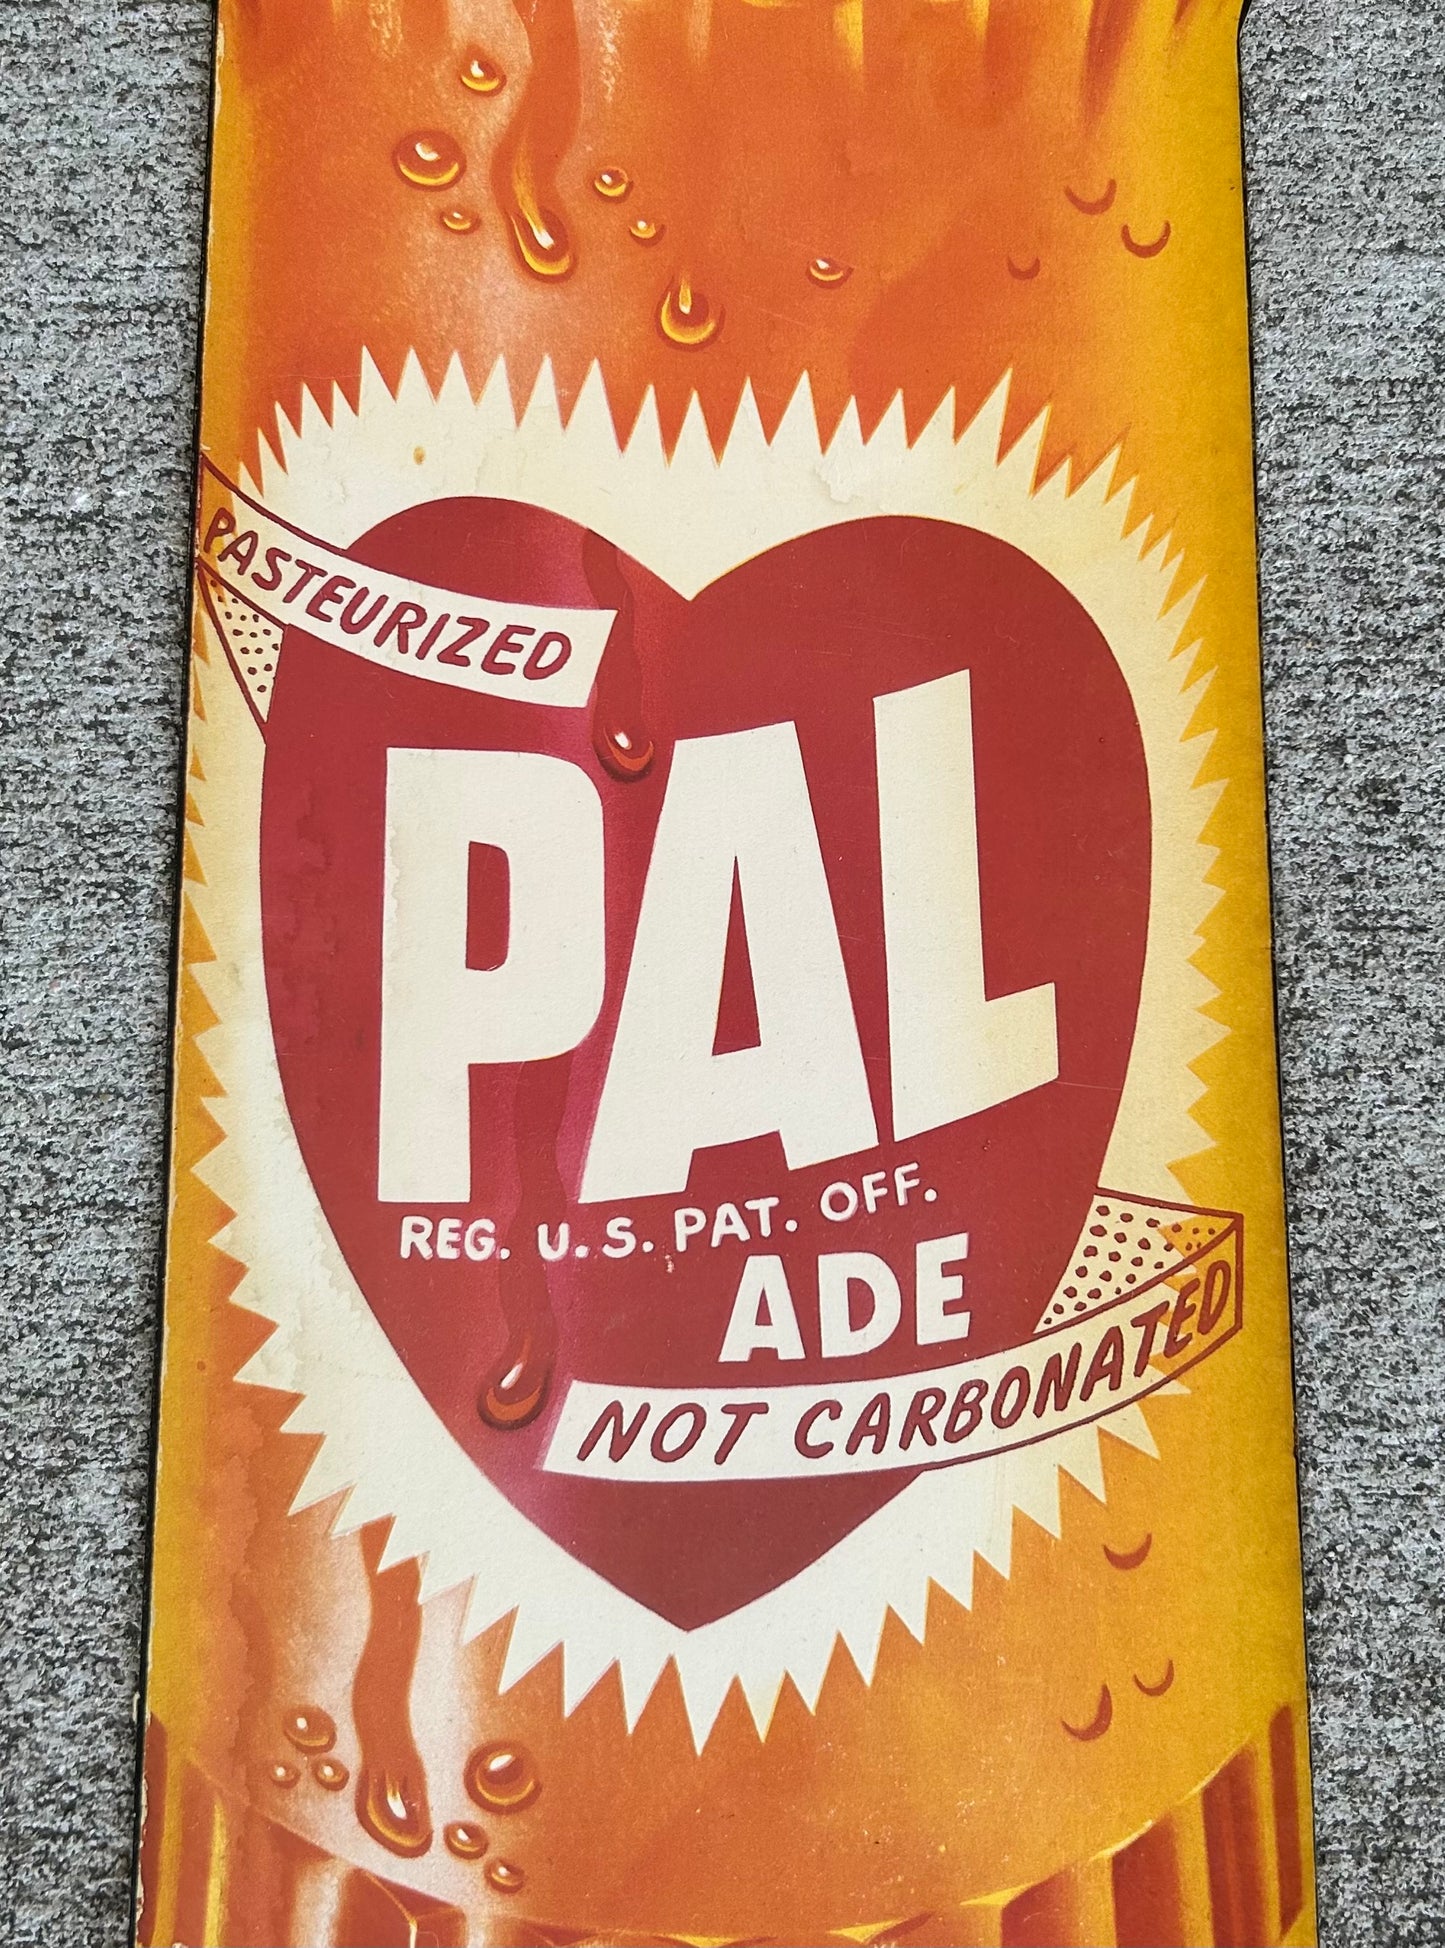 PASTEURIZED
PAL
REG. U.S. PAT. OFF.
ADE
NOT CARBONATED